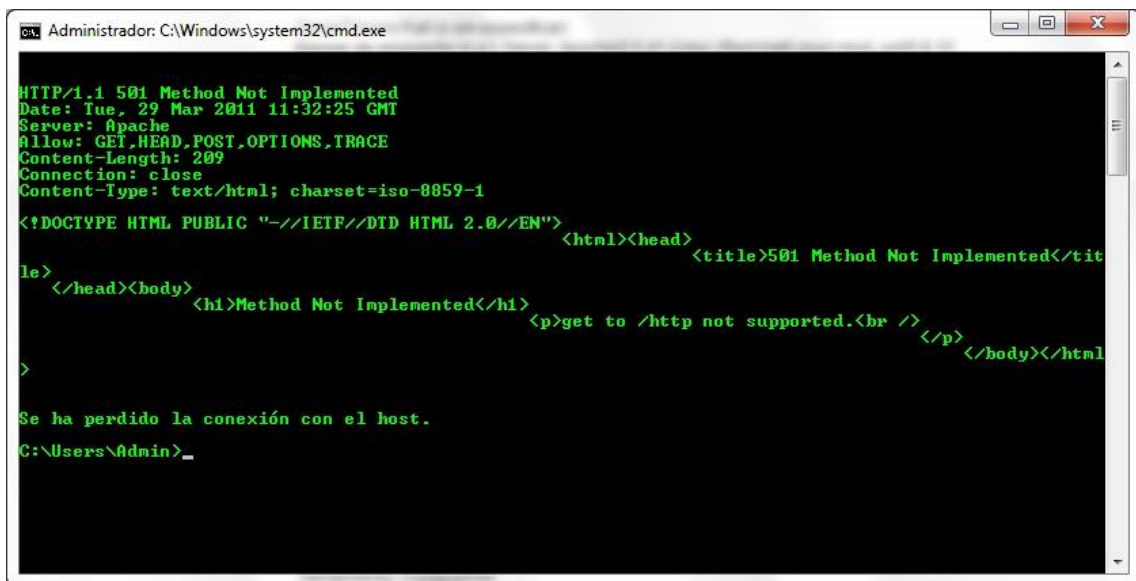 Administrador: C:\Windows\system32\cmd.exe
HTTP/1.1 501 Method Not Implemented
Date: Tue, 29 Mar 2011 11:32:25 GMT
Server: Apache
Allow: GET,HEAD,POST,OPTIONS,TRACE
Content-Length: 209
Connection: close
Content-Type: text/html; charset=iso-8859-1
<!DOCTYPE HTML PUBLIC "-//IETF//DTD HTML 2.0//EN">
<html><head>
<title>501 Method Not Implemented</tit
le>
</head><body>
<h1>Method Not Implemented</h1>
<p>get to /http not supported.<br />
</p>
</body></html
>
Se ha perdido la conexión con el host.
C:\Users\Admin>_